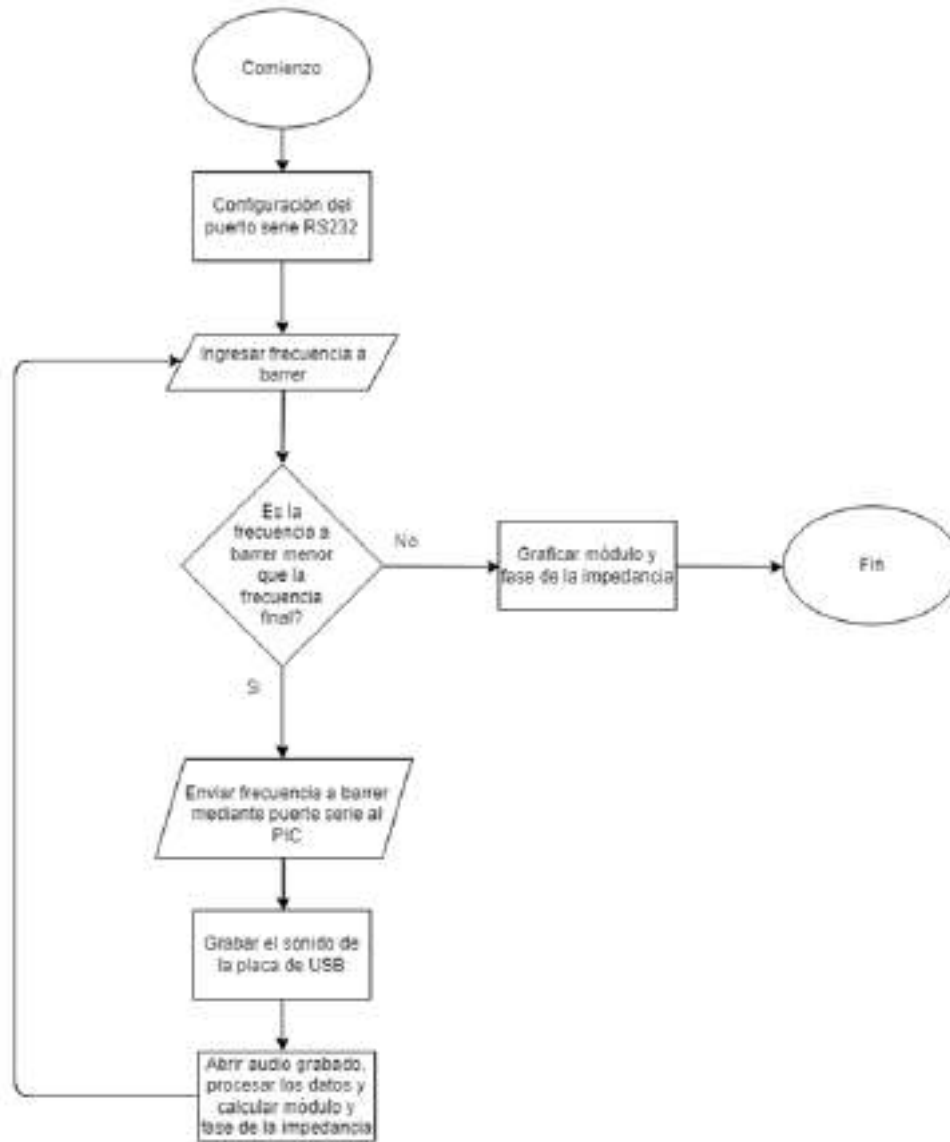 Comienzo
Configuración del
puerto serie RS232
Ingresar frecuencia a
barrer
Es la
frecuencia a
barrer menor
que la
frecuencia
final?
No
Graficar módulo y
fase de la impedancia
Fin
Si
Enviar frecuencia a barrer
mediante puerto serie al
PIC
Grabar el sonido de
la placa de USB
Abrir audio grabado,
procesar los datos y
calcular módulo y
fase de la impedancia